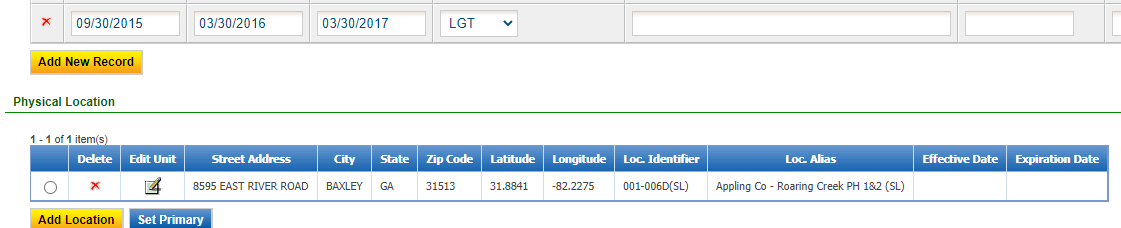 09/30/2015 03/30/2016 03/30/2017 LGT
Add New Record
Physical Location
1 - 1 of 1 item(s)
Delete Edit Unit Street Address City State Zip Code Latitude Longitude Loc. Identifier Loc. Alias Effective Date Expiration Date
8595 EAST RIVER ROAD BAXLEY GA 31513 31.8841 -82.2275 001-006D(SL) Appling Co - Roaring Creek PH 1&2 (SL)
Add Location Set Primary